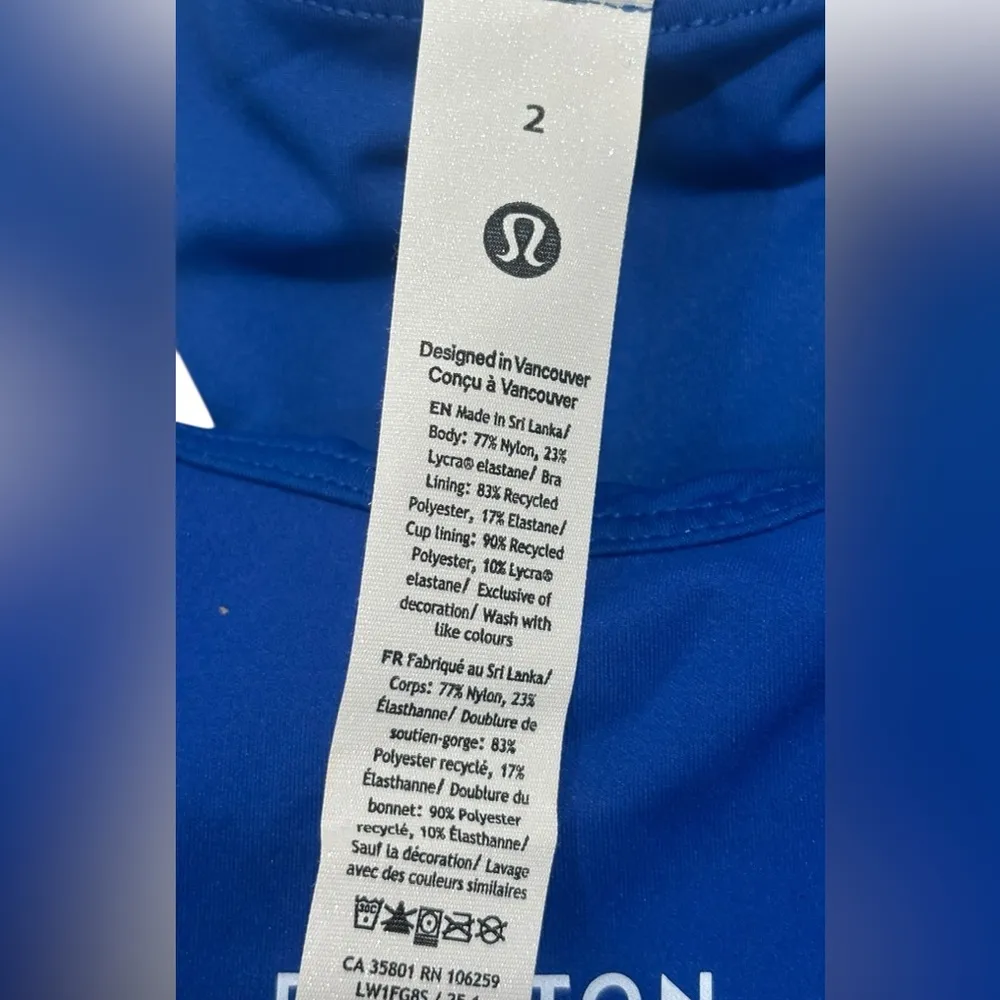 2
Designed in Vancouver
Conçu à Vancouver
EN Made in Sri Lanka/
Body: 77% Nylon, 23%
Lycra® elastane/ Bra
Lining: 83% Recycled
Polyester, 17% Elastane/
Cup lining: 90% Recycled
Polyester, 10% Lycra®
elastane/ Exclusive of
decoration/ Wash with
like colours
FR Fabriqué au Sri Lanka/
Corps: 77% Nylon, 23%
Élasthanne/ Doublure de
soutien-gorge: 83%
Polyester recyclé, 17%
Élasthanne/ Doublure du
bonnet: 90% Polyester
recyclé, 10% Élasthanne/
Sauf la décoration/ Lavage
avec des couleurs similaires
30C
CA 35801 RN 106259
LW1FG8S /